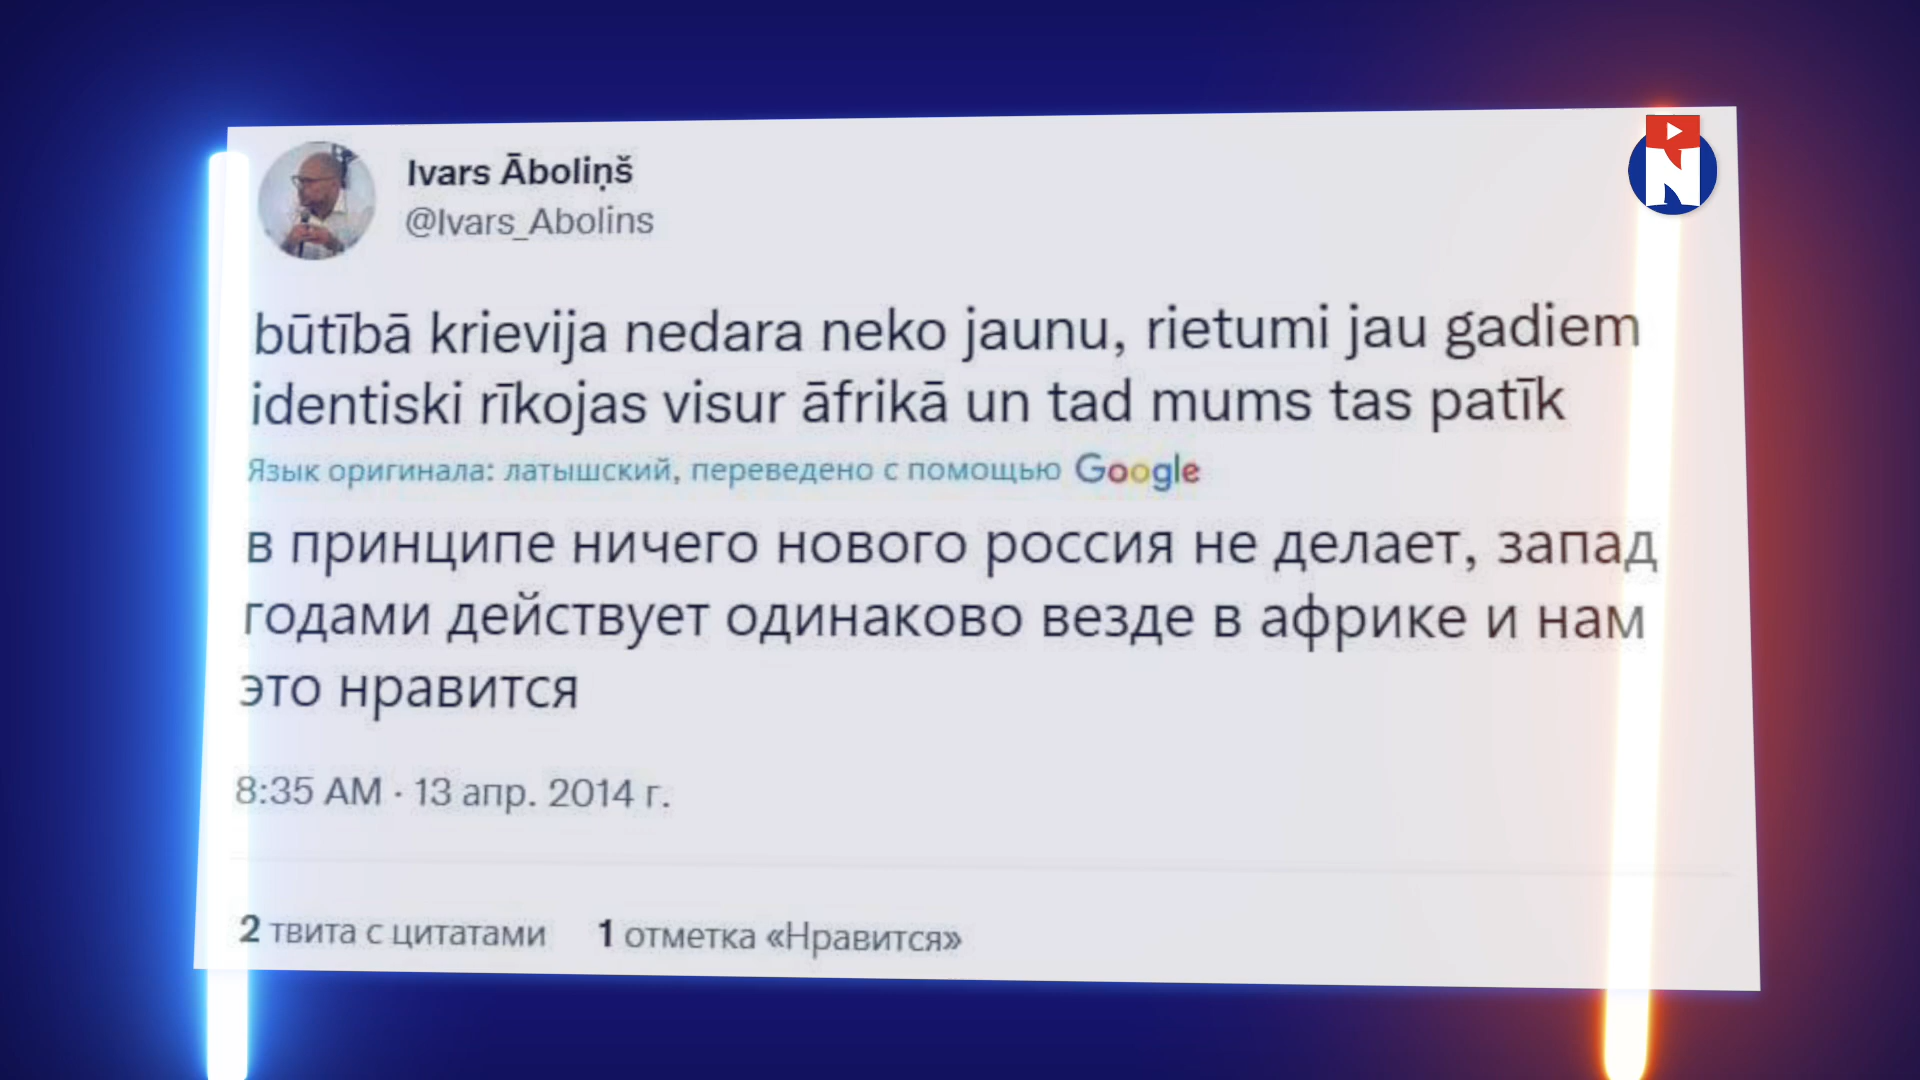 Ivars Āboliņš
@Ivars_Abolins
N
būtībā krievija nedara neko jaunu, rietumi jau gadiem
identiski rīkojas visur āfrikā un tad mums tas patīk
Язык оригинала: латышский, переведено с помощью Google
в принципе ничего нового россия не делает, запад
годами действует одинаково везде в африке и нам
это нравится
8:35 AM · 13 апр. 2014 г.
2 твита с цитатами 1 отметка «Нравится»